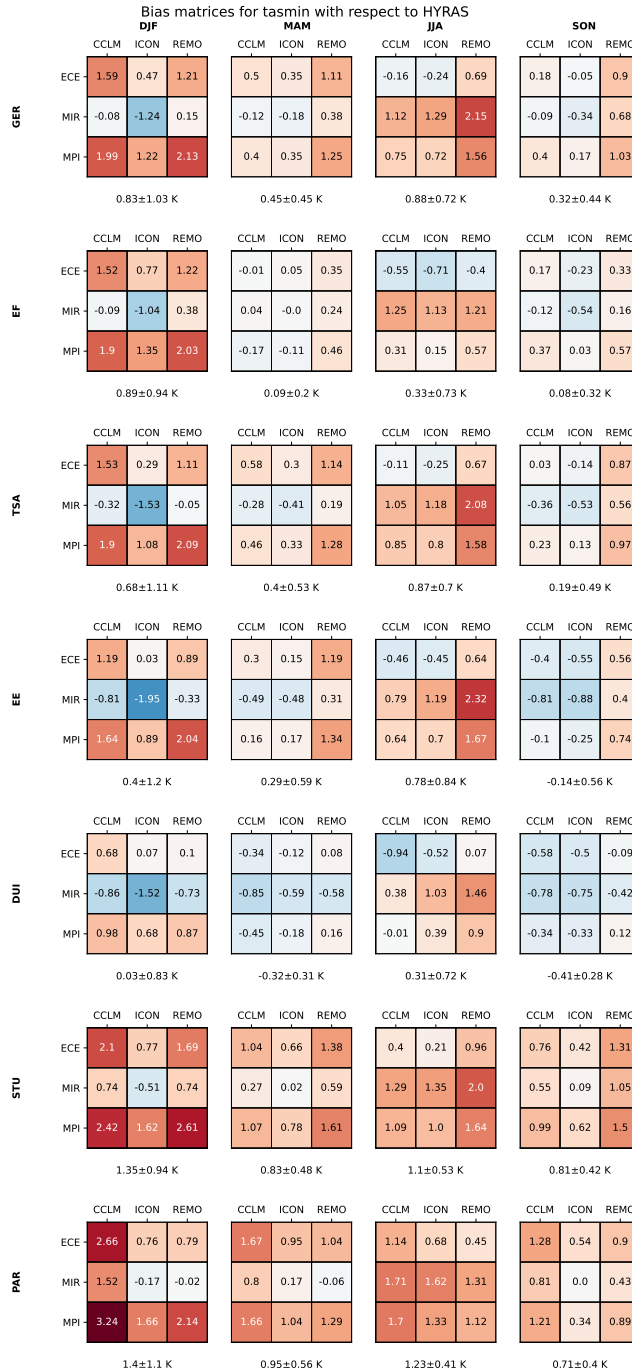 Bias matrices for tasmin with respect to HYRAS
DJF MAM JJA SON
GER
CCLM ICON REMO CCLM ICON REMO CCLM ICON REMO CCLM ICON REMO
ECE 1.59 0.47 1.21 0.5 0.35 1.11 -0.16 -0.24 0.69 0.18 -0.05 0.9
MIR -0.08 -1.24 0.15 -0.12 -0.18 0.38 1.12 1.29 2.15 -0.09 -0.34 0.68
MPI 1.99 1.22 2.13 0.4 0.35 1.25 0.75 0.72 1.56 0.4 0.17 1.03
0.83±1.03 K 0.45±0.45 K 0.88±0.72 K 0.32±0.44 K
EF
CCLM ICON REMO CCLM ICON REMO CCLM ICON REMO CCLM ICON REMO
ECE 1.52 0.77 1.22 -0.01 0.05 0.35 -0.55 -0.71 -0.4 0.17 -0.23 0.33
MIR -0.09 -1.04 0.38 0.04 -0.0 0.24 1.25 1.13 1.21 -0.12 -0.54 0.16
MPI 1.9 1.35 2.03 -0.17 -0.11 0.46 0.31 0.15 0.57 0.37 0.03 0.57
0.89±0.94 K 0.09±0.2 K 0.33±0.73 K 0.08±0.32 K
TSA
CCLM ICON REMO CCLM ICON REMO CCLM ICON REMO CCLM ICON REMO
ECE 1.53 0.29 1.11 0.58 0.3 1.14 -0.11 -0.25 0.67 0.03 -0.14 0.87
MIR -0.32 -1.53 -0.05 -0.28 -0.41 0.19 1.05 1.18 2.08 -0.36 -0.53 0.56
MPI 1.9 1.08 2.09 0.46 0.33 1.28 0.85 0.8 1.58 0.23 0.13 0.97
0.68±1.11 K 0.4±0.53 K 0.87±0.7 K 0.19±0.49 K
EE
CCLM ICON REMO CCLM ICON REMO CCLM ICON REMO CCLM ICON REMO
ECE 1.19 0.03 0.89 0.3 0.15 1.19 -0.46 -0.45 0.64 -0.4 -0.55 0.56
MIR -0.81 -1.95 -0.33 -0.49 -0.48 0.31 0.79 1.19 2.32 -0.81 -0.88 0.4
MPI 1.64 0.89 2.04 0.16 0.17 1.34 0.64 0.7 1.67 -0.1 -0.25 0.74
0.4±1.2 K 0.29±0.59 K 0.78±0.84 K -0.14±0.56 K
DUI
CCLM ICON REMO CCLM ICON REMO CCLM ICON REMO CCLM ICON REMO
ECE 0.68 0.07 0.1 -0.34 -0.12 0.08 -0.94 -0.52 0.07 -0.58 -0.5 -0.09
MIR -0.86 -1.52 -0.73 -0.85 -0.59 -0.58 0.38 1.03 1.46 -0.78 -0.75 -0.42
MPI 0.98 0.68 0.87 -0.45 -0.18 0.16 -0.01 0.39 0.9 -0.34 -0.33 0.12
0.03±0.83 K -0.32±0.31 K 0.31±0.72 K -0.41±0.28 K
STU
CCLM ICON REMO CCLM ICON REMO CCLM ICON REMO CCLM ICON REMO
ECE 2.1 0.77 1.69 1.04 0.66 1.38 0.4 0.21 0.96 0.76 0.42 1.31
MIR 0.74 -0.51 0.74 0.27 0.02 0.59 1.29 1.35 2.0 0.55 0.09 1.05
MPI 2.42 1.62 2.61 1.07 0.78 1.61 1.09 1.0 1.64 0.99 0.62 1.5
1.35±0.94 K 0.83±0.48 K 1.1±0.53 K 0.81±0.42 K
PAR
CCLM ICON REMO CCLM ICON REMO CCLM ICON REMO CCLM ICON REMO
ECE 2.66 0.76 0.79 1.67 0.95 1.04 1.14 0.68 0.45 1.28 0.54 0.9
MIR 1.52 -0.17 -0.02 0.8 0.17 -0.06 1.71 1.62 1.31 0.81 0.0 0.43
MPI 3.24 1.66 2.14 1.66 1.04 1.29 1.7 1.33 1.12 1.21 0.34 0.89
1.4±1.1 K 0.95±0.56 K 1.23±0.41 K 0.71±0.4 K